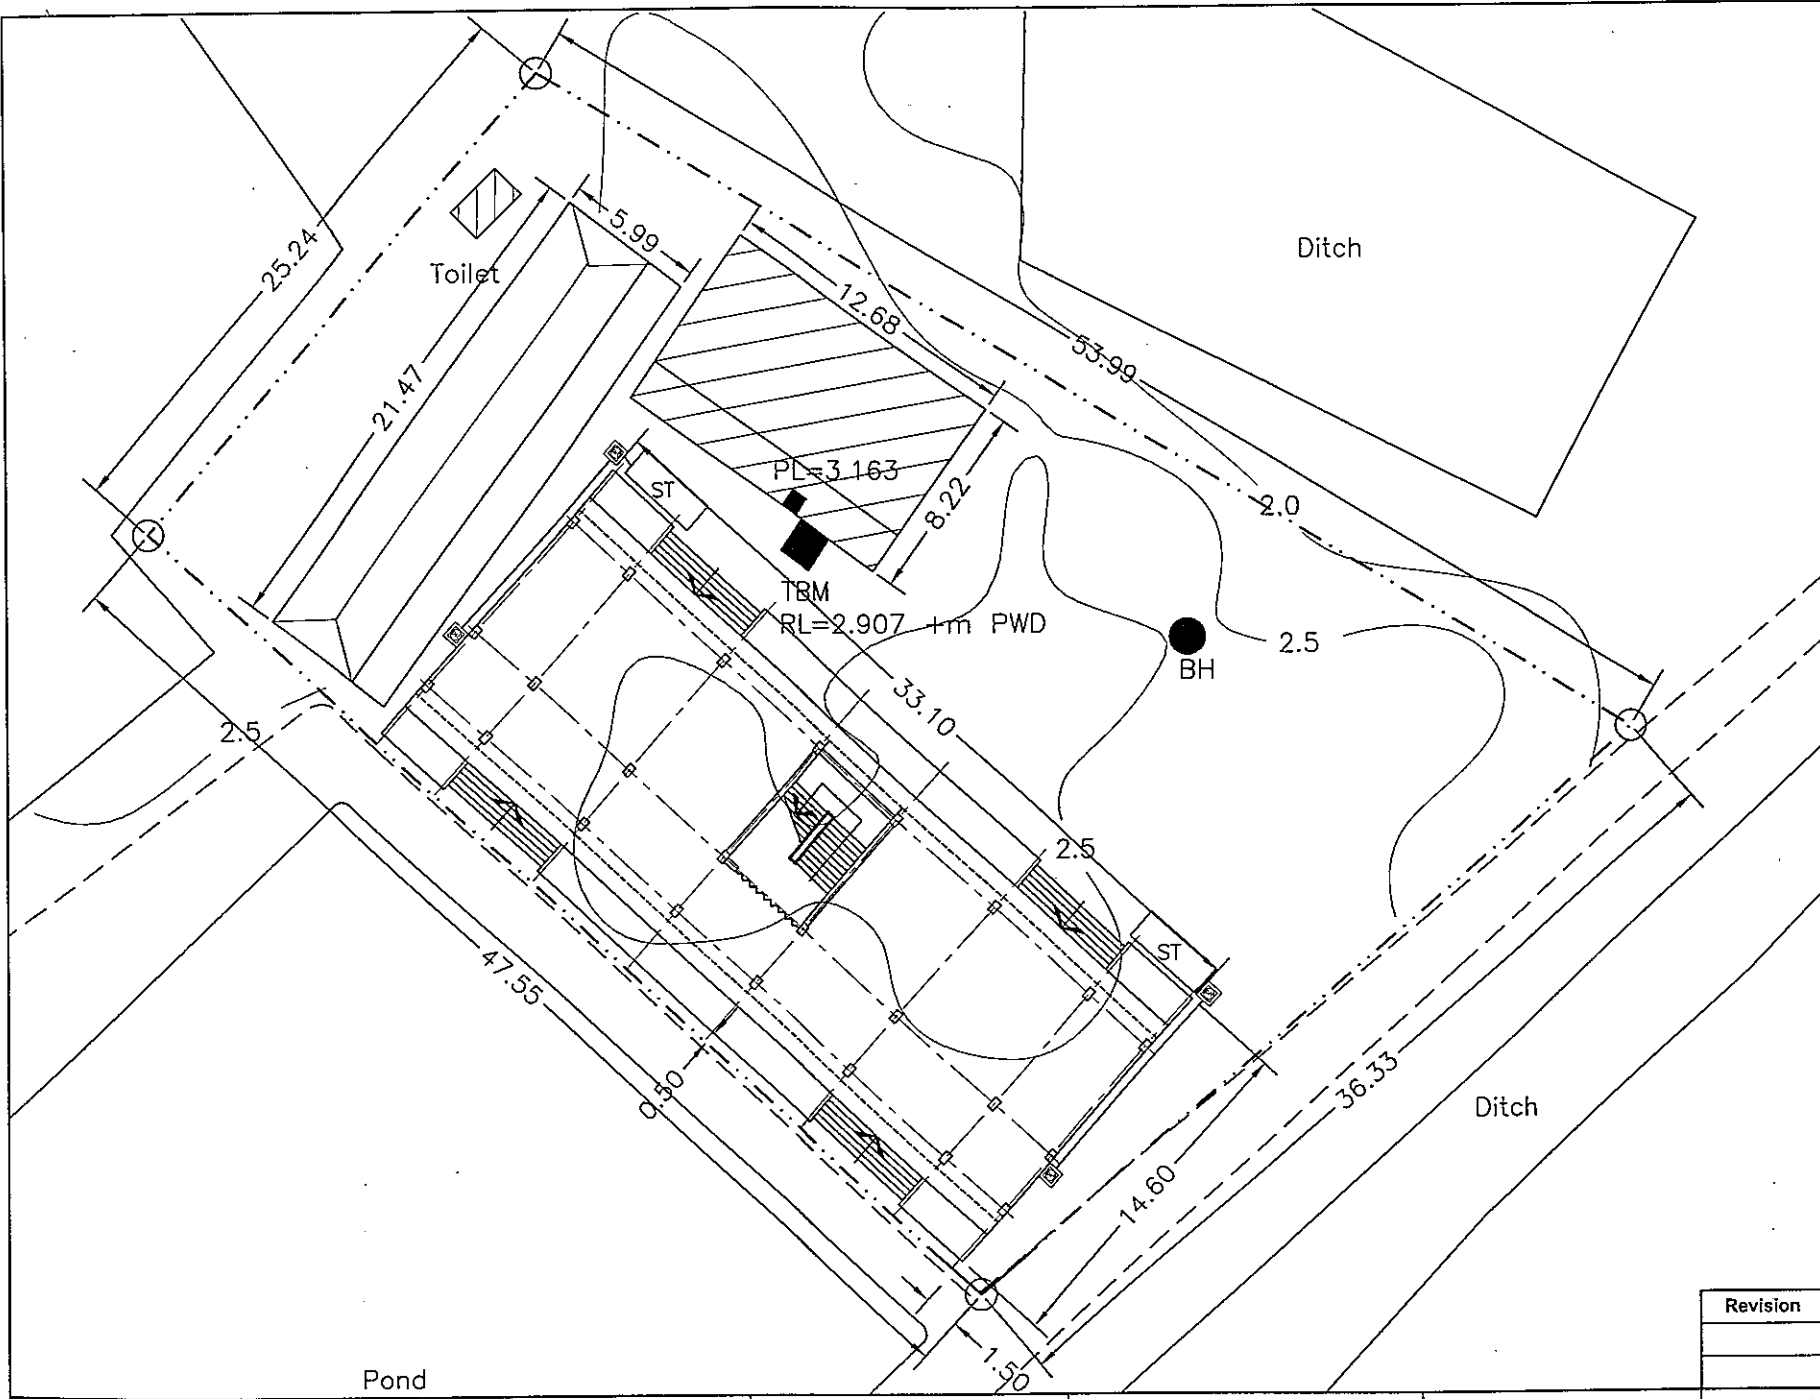 25.24
Toilet
5.99
Ditch
12.68
53.99
21.47
PL=3.163
ST
8.22
2.0
TBM
RL=2.907 +m PWD
2.5
BH
33.10
2.5
2.5
ST
47.55
0.50
36.33
Ditch
14.60
Revision
1.50
Pond